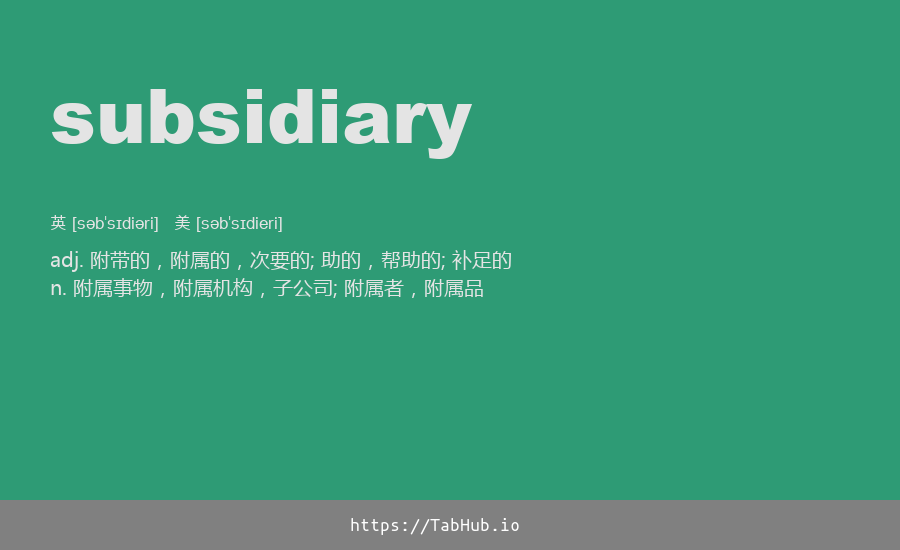 subsidiary
英 [səbˈsɪdiəri] 美 [səbˈsɪdieri]
adj. 附带的，附属的，次要的; 助的，帮助的; 补足的
n. 附属事物，附属机构，子公司; 附属者，附属品
https://TabHub.io